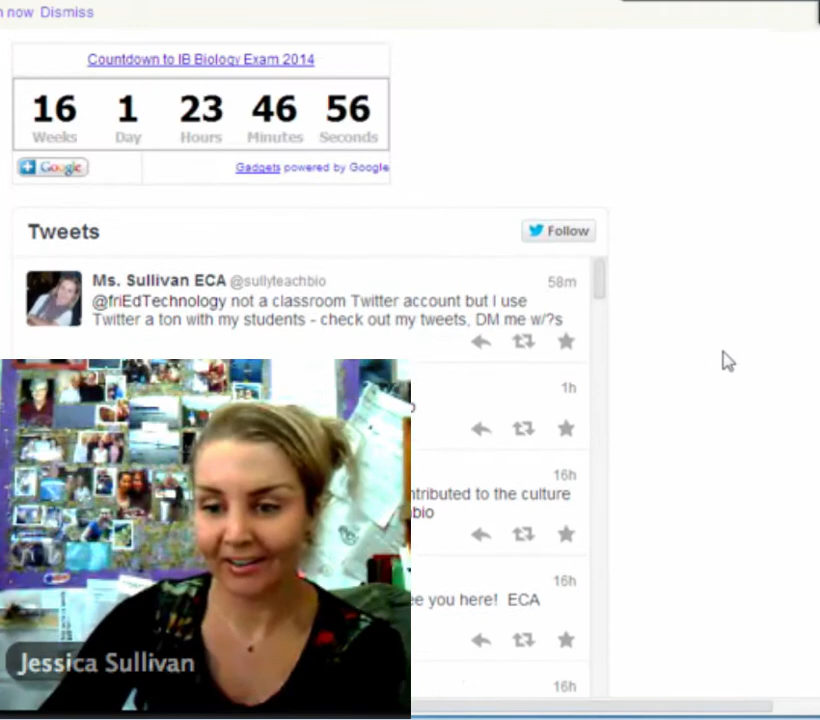 now Dismiss
Countdown to IB Biology Exam 2014
16 1 23 46 56
Weeks Day Hours Minutes Seconds
Google
Gadgets powered by Google
Tweets
Follow
Ms. Sullivan ECA @sullyteachbio 58m
@friEdTechnology not a classroom Twitter account but I use
Twitter a ton with my students - check out my tweets, DM me w/?s
1h
16h
ntributed to the culture
bio
16h
ee you here! ECA
16h
Jessica Sullivan